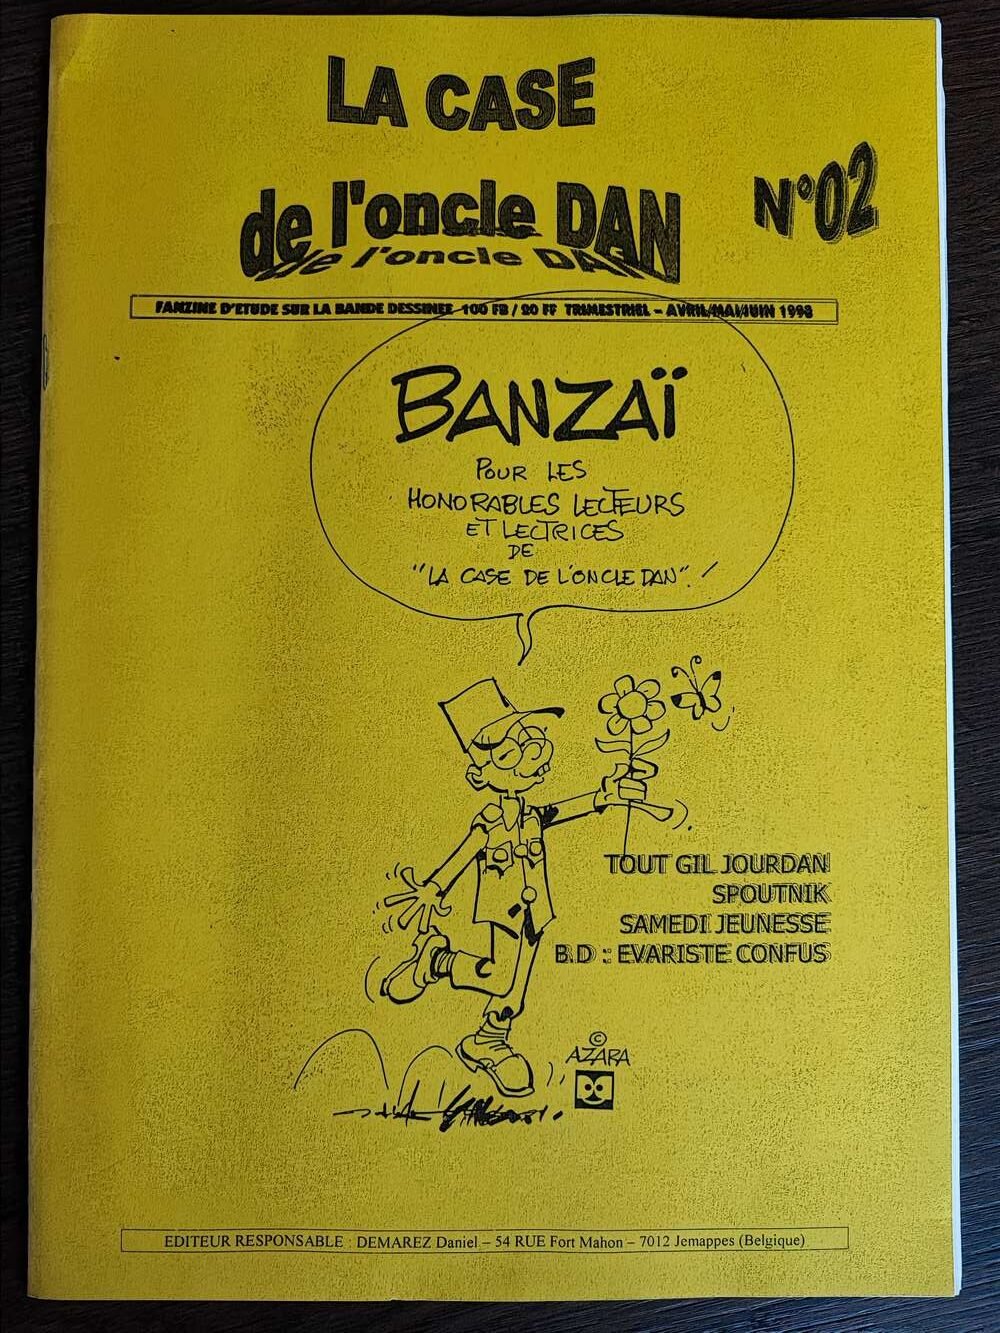 LA CASE
de l'oncle DAN
de l'oncle DAN
N°02
FANZINE D'ETUDE SUR LA BANDE DESSINEE 100 FB / 20 FF TRIMESTRIEL - AVRIL/MAI/JUIN 1998
BANZAÏ
POUR LES
HONORABLES LECTEURS
ET LECTRICES
DE
"LA CASE DE L'ONCLE DAN"!
TOUT GIL JOURDAN
SPOUTNIK
SAMEDI JEUNESSE
B.D : EVARISTE CONFUS
©
AZARA
EDITEUR RESPONSABLE : DEMAREZ Daniel – 54 RUE Fort Mahon – 7012 Jemappes (Belgique)